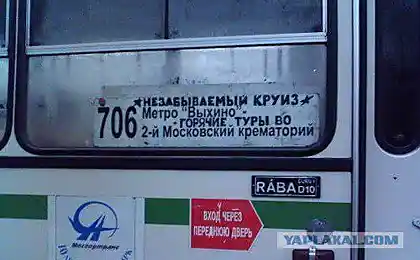 ★НЕЗАБЫВАЕМЫЙ КРУИЗ★
706
Метро "Выхино"
- ГОРЯЧИЕ ТУРЫ ВО
2-й Московский крематорий
RÁBA D10
Мосгортранс
ВХОД ЧЕРЕЗ
ПЕРЕДНЮЮ ДВЕРЬ
YAPLAKAL.COM